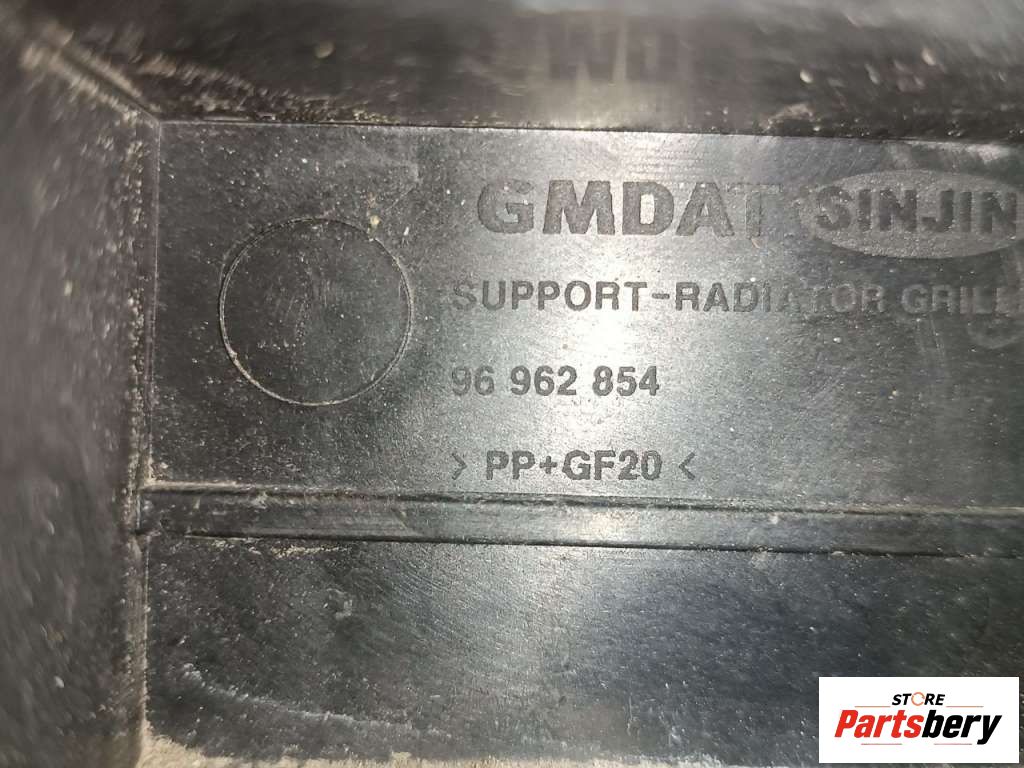 GMDAT SINJIN
SUPPORT-RADIATOR GRILL
96 962 854
> PP+GF20 <
STORE
Partsbery